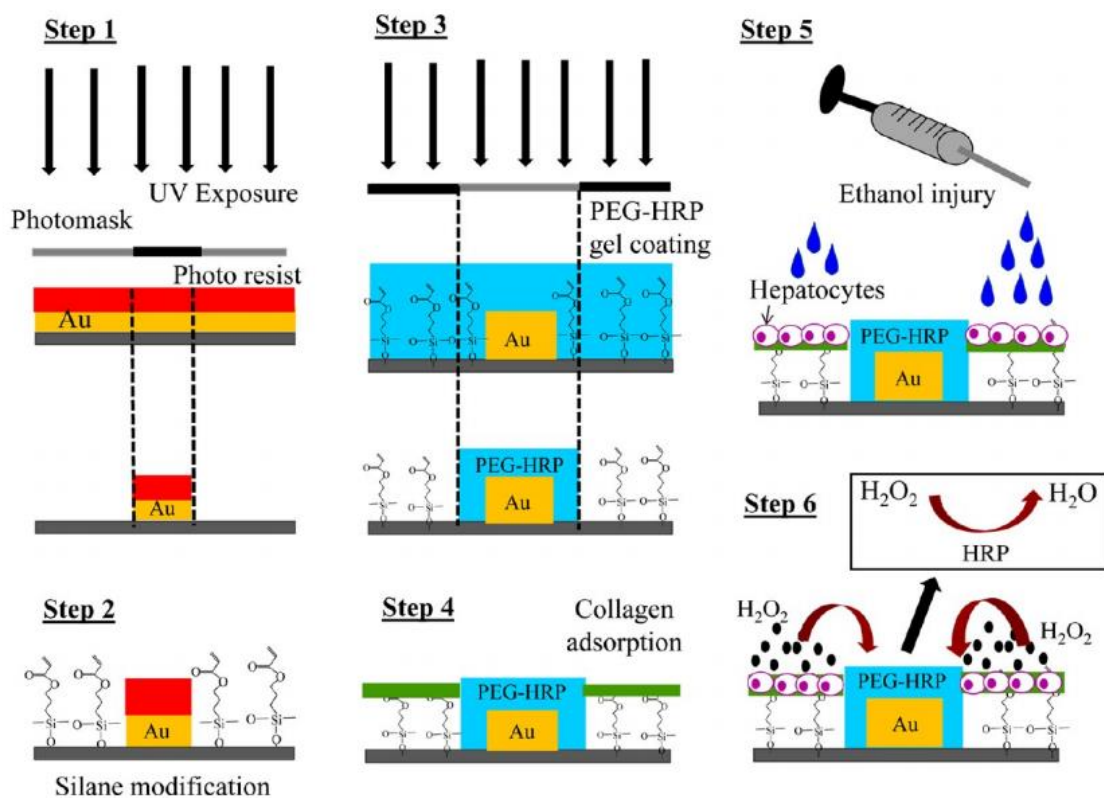 Step 1
UV Exposure
Photomask
Photo resist
Au
Au
Step 2
Au
Silane modification
Step 3
PEG-HRP
gel coating
Au
PEG-HRP
Au
Step 4
Collagen
adsorption
PEG-HRP
Au
Step 5
Ethanol injury
Hepatocytes
PEG-HRP
Au
Step 6
H₂O₂ H₂O
HRP
H₂O₂
H₂O₂
PEG-HRP
Au